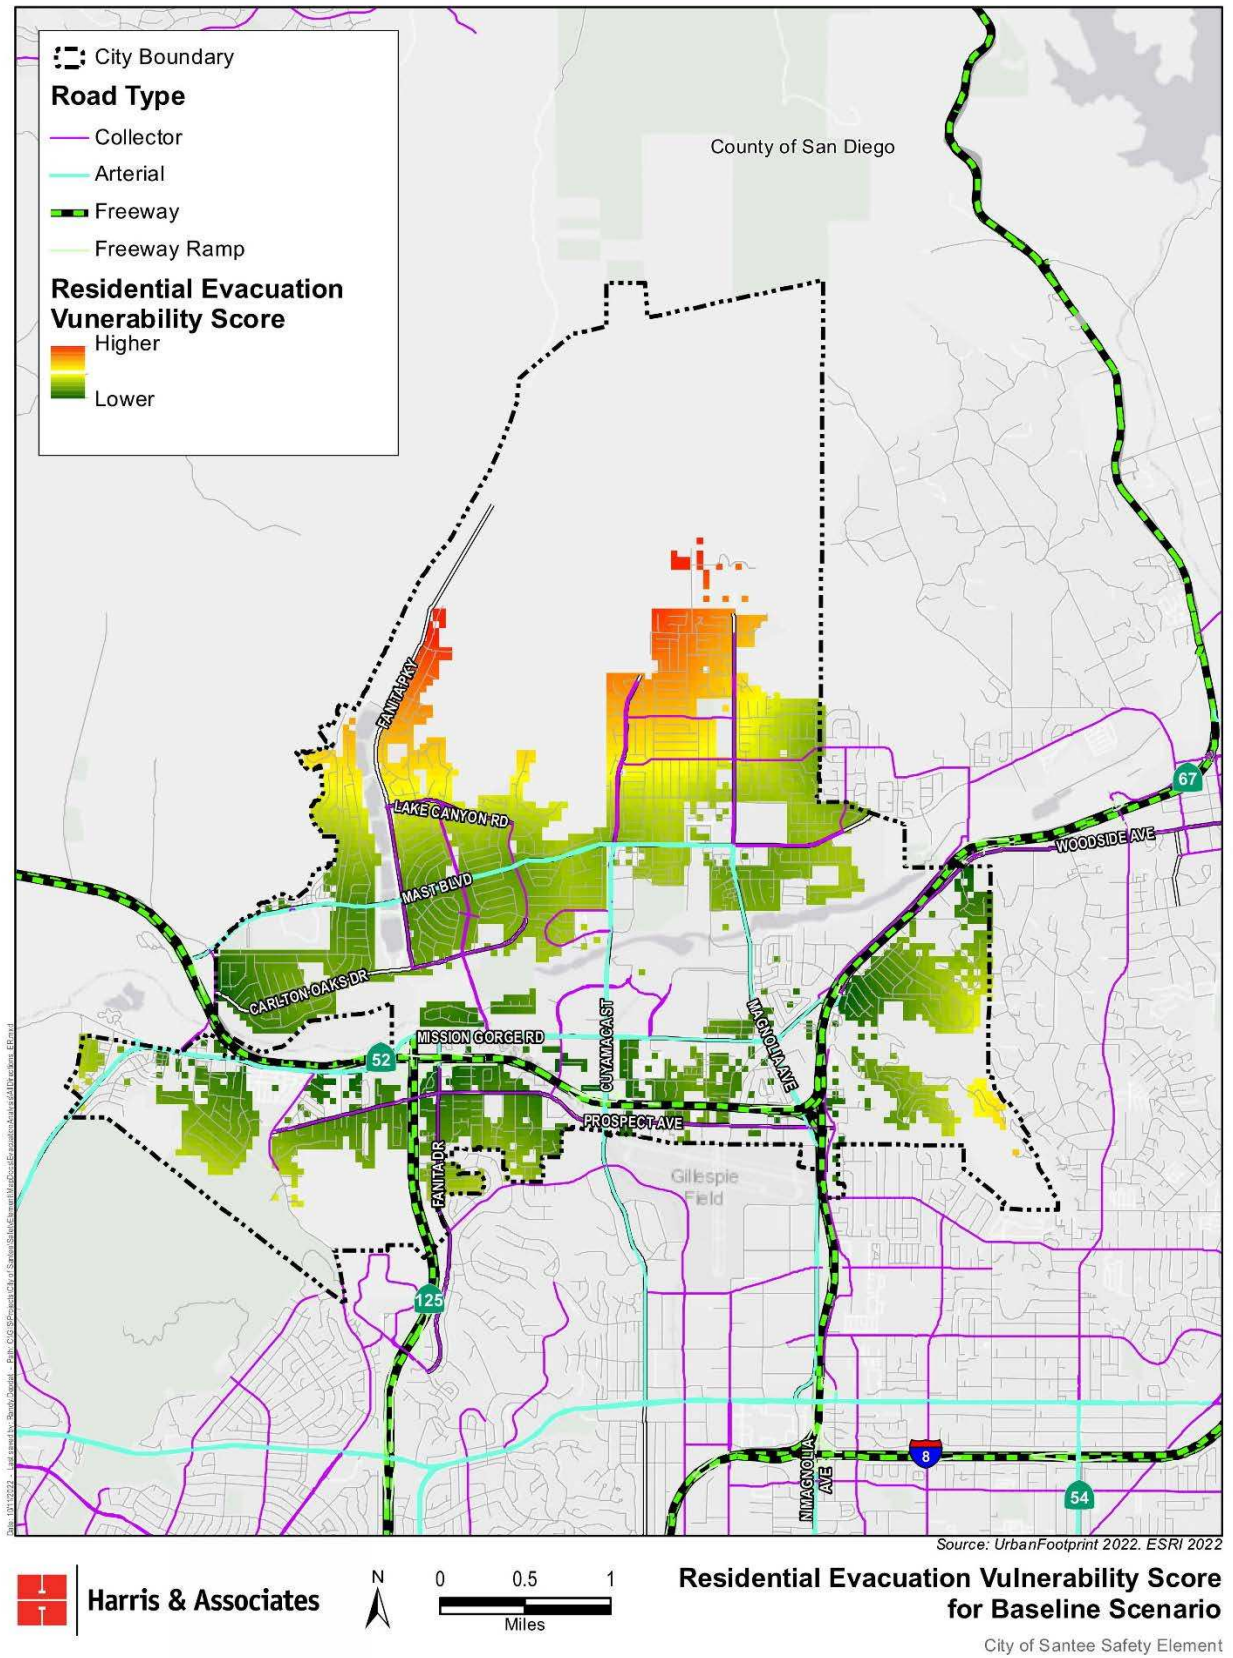 City Boundary
Road Type
Collector
Arterial
Freeway
Freeway Ramp
Residential Evacuation
Vunerability Score
Higher
Lower
County of San Diego
FANITA PKY
LAKE CANYON RD
MAST BLVD
CARLTON OAKS DR
67
WOODSIDE AVE
52
MISSION GORGE RD
CUYAMACA ST
MAGNOLIA AVE
PROSPECT AVE
FANITA DR
Gillespie
Field
125
8
N MAGNOLIA
AVE
54
Source: UrbanFootprint 2022. ESRI 2022
Harris & Associates
N
0 0.5 1
Miles
Residential Evacuation Vulnerability Score
for Baseline Scenario
City of Santee Safety Element